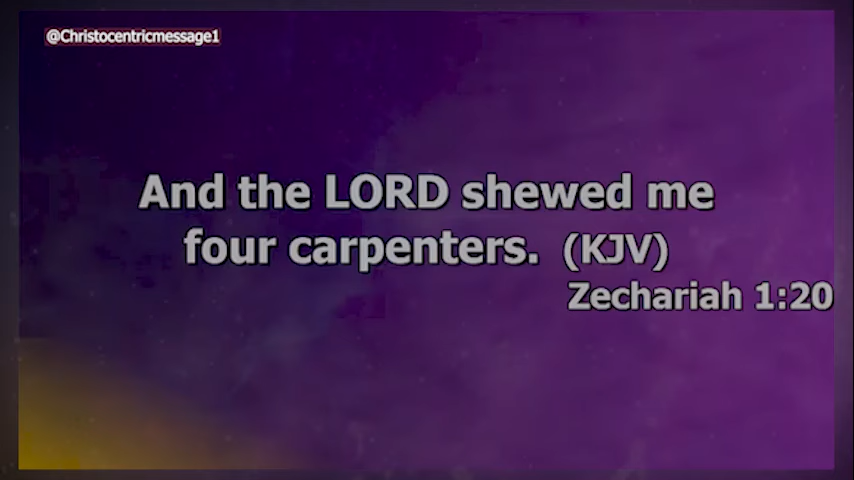 @Christocentricmessage1
And the LORD shewed me
four carpenters. (KJV)
Zechariah 1:20